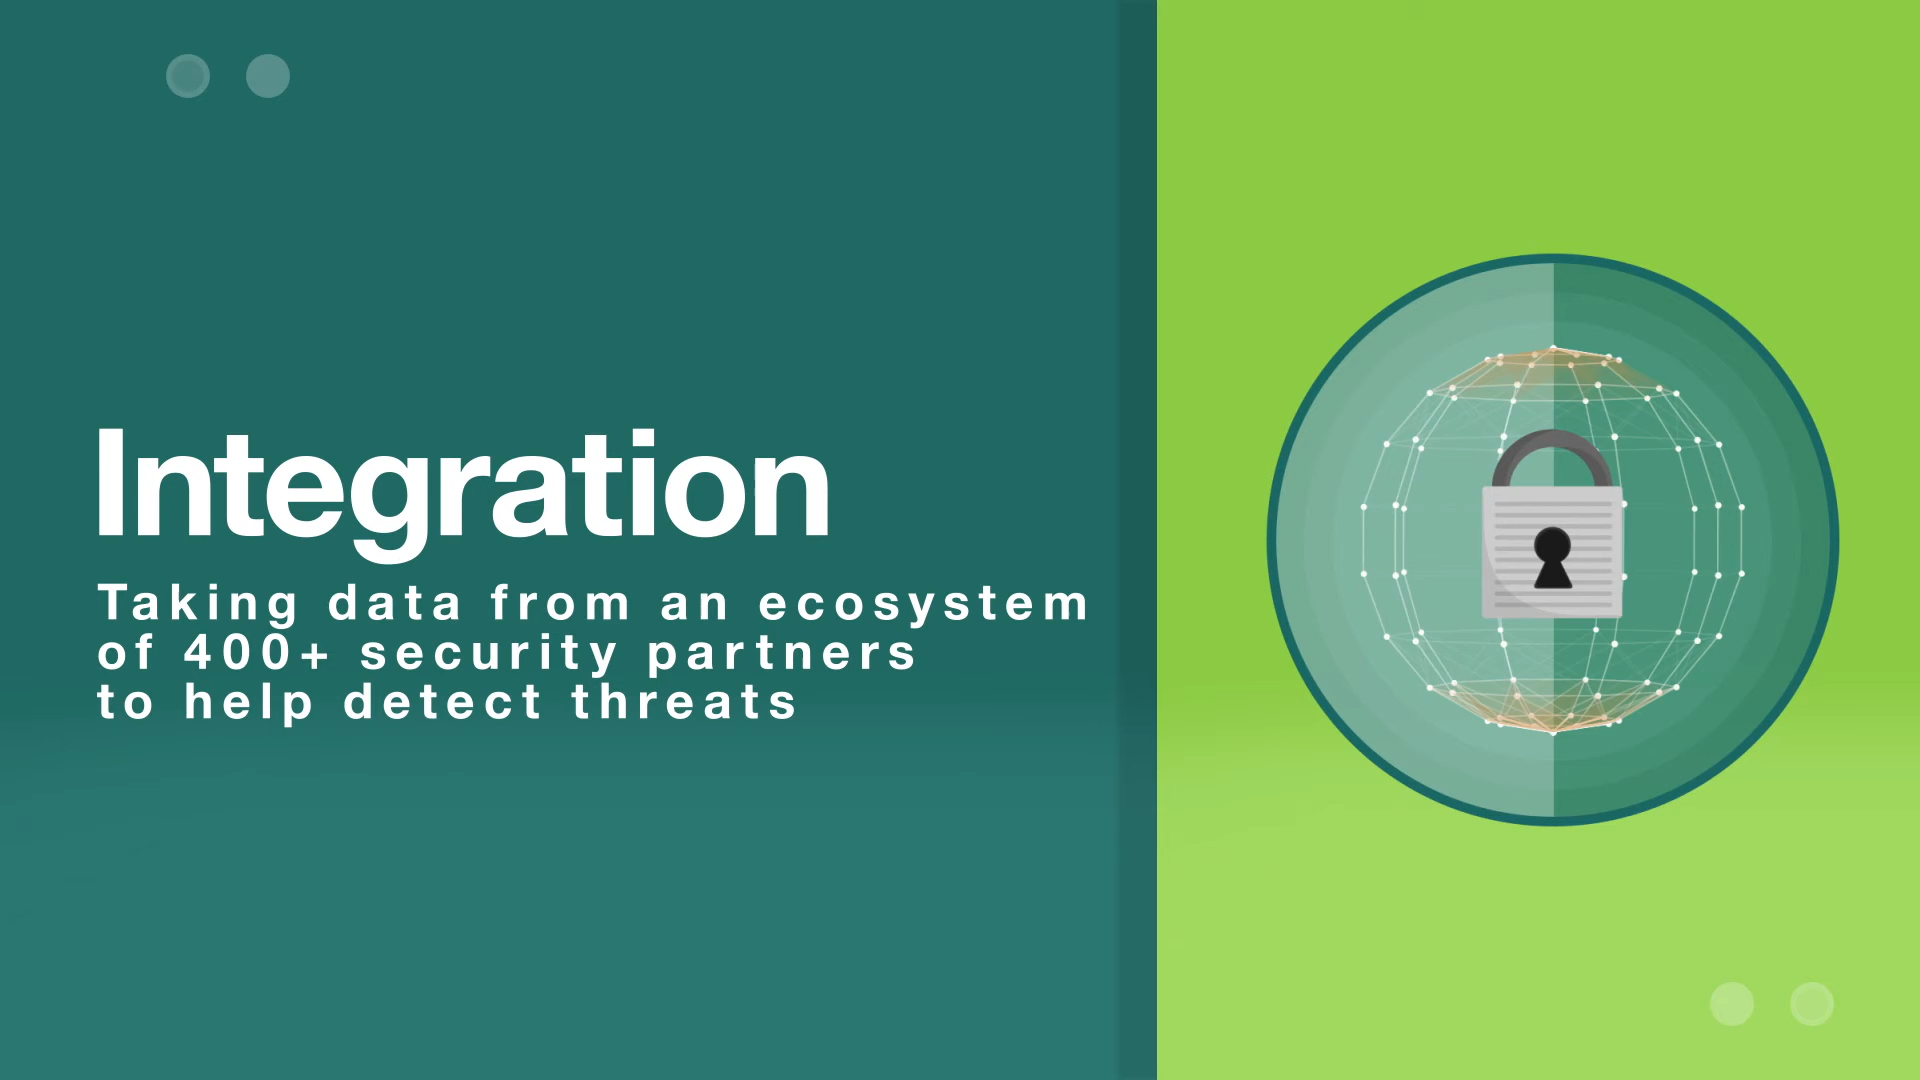 Integration
Taking data from an ecosystem
of 400+ security partners
to help detect threats